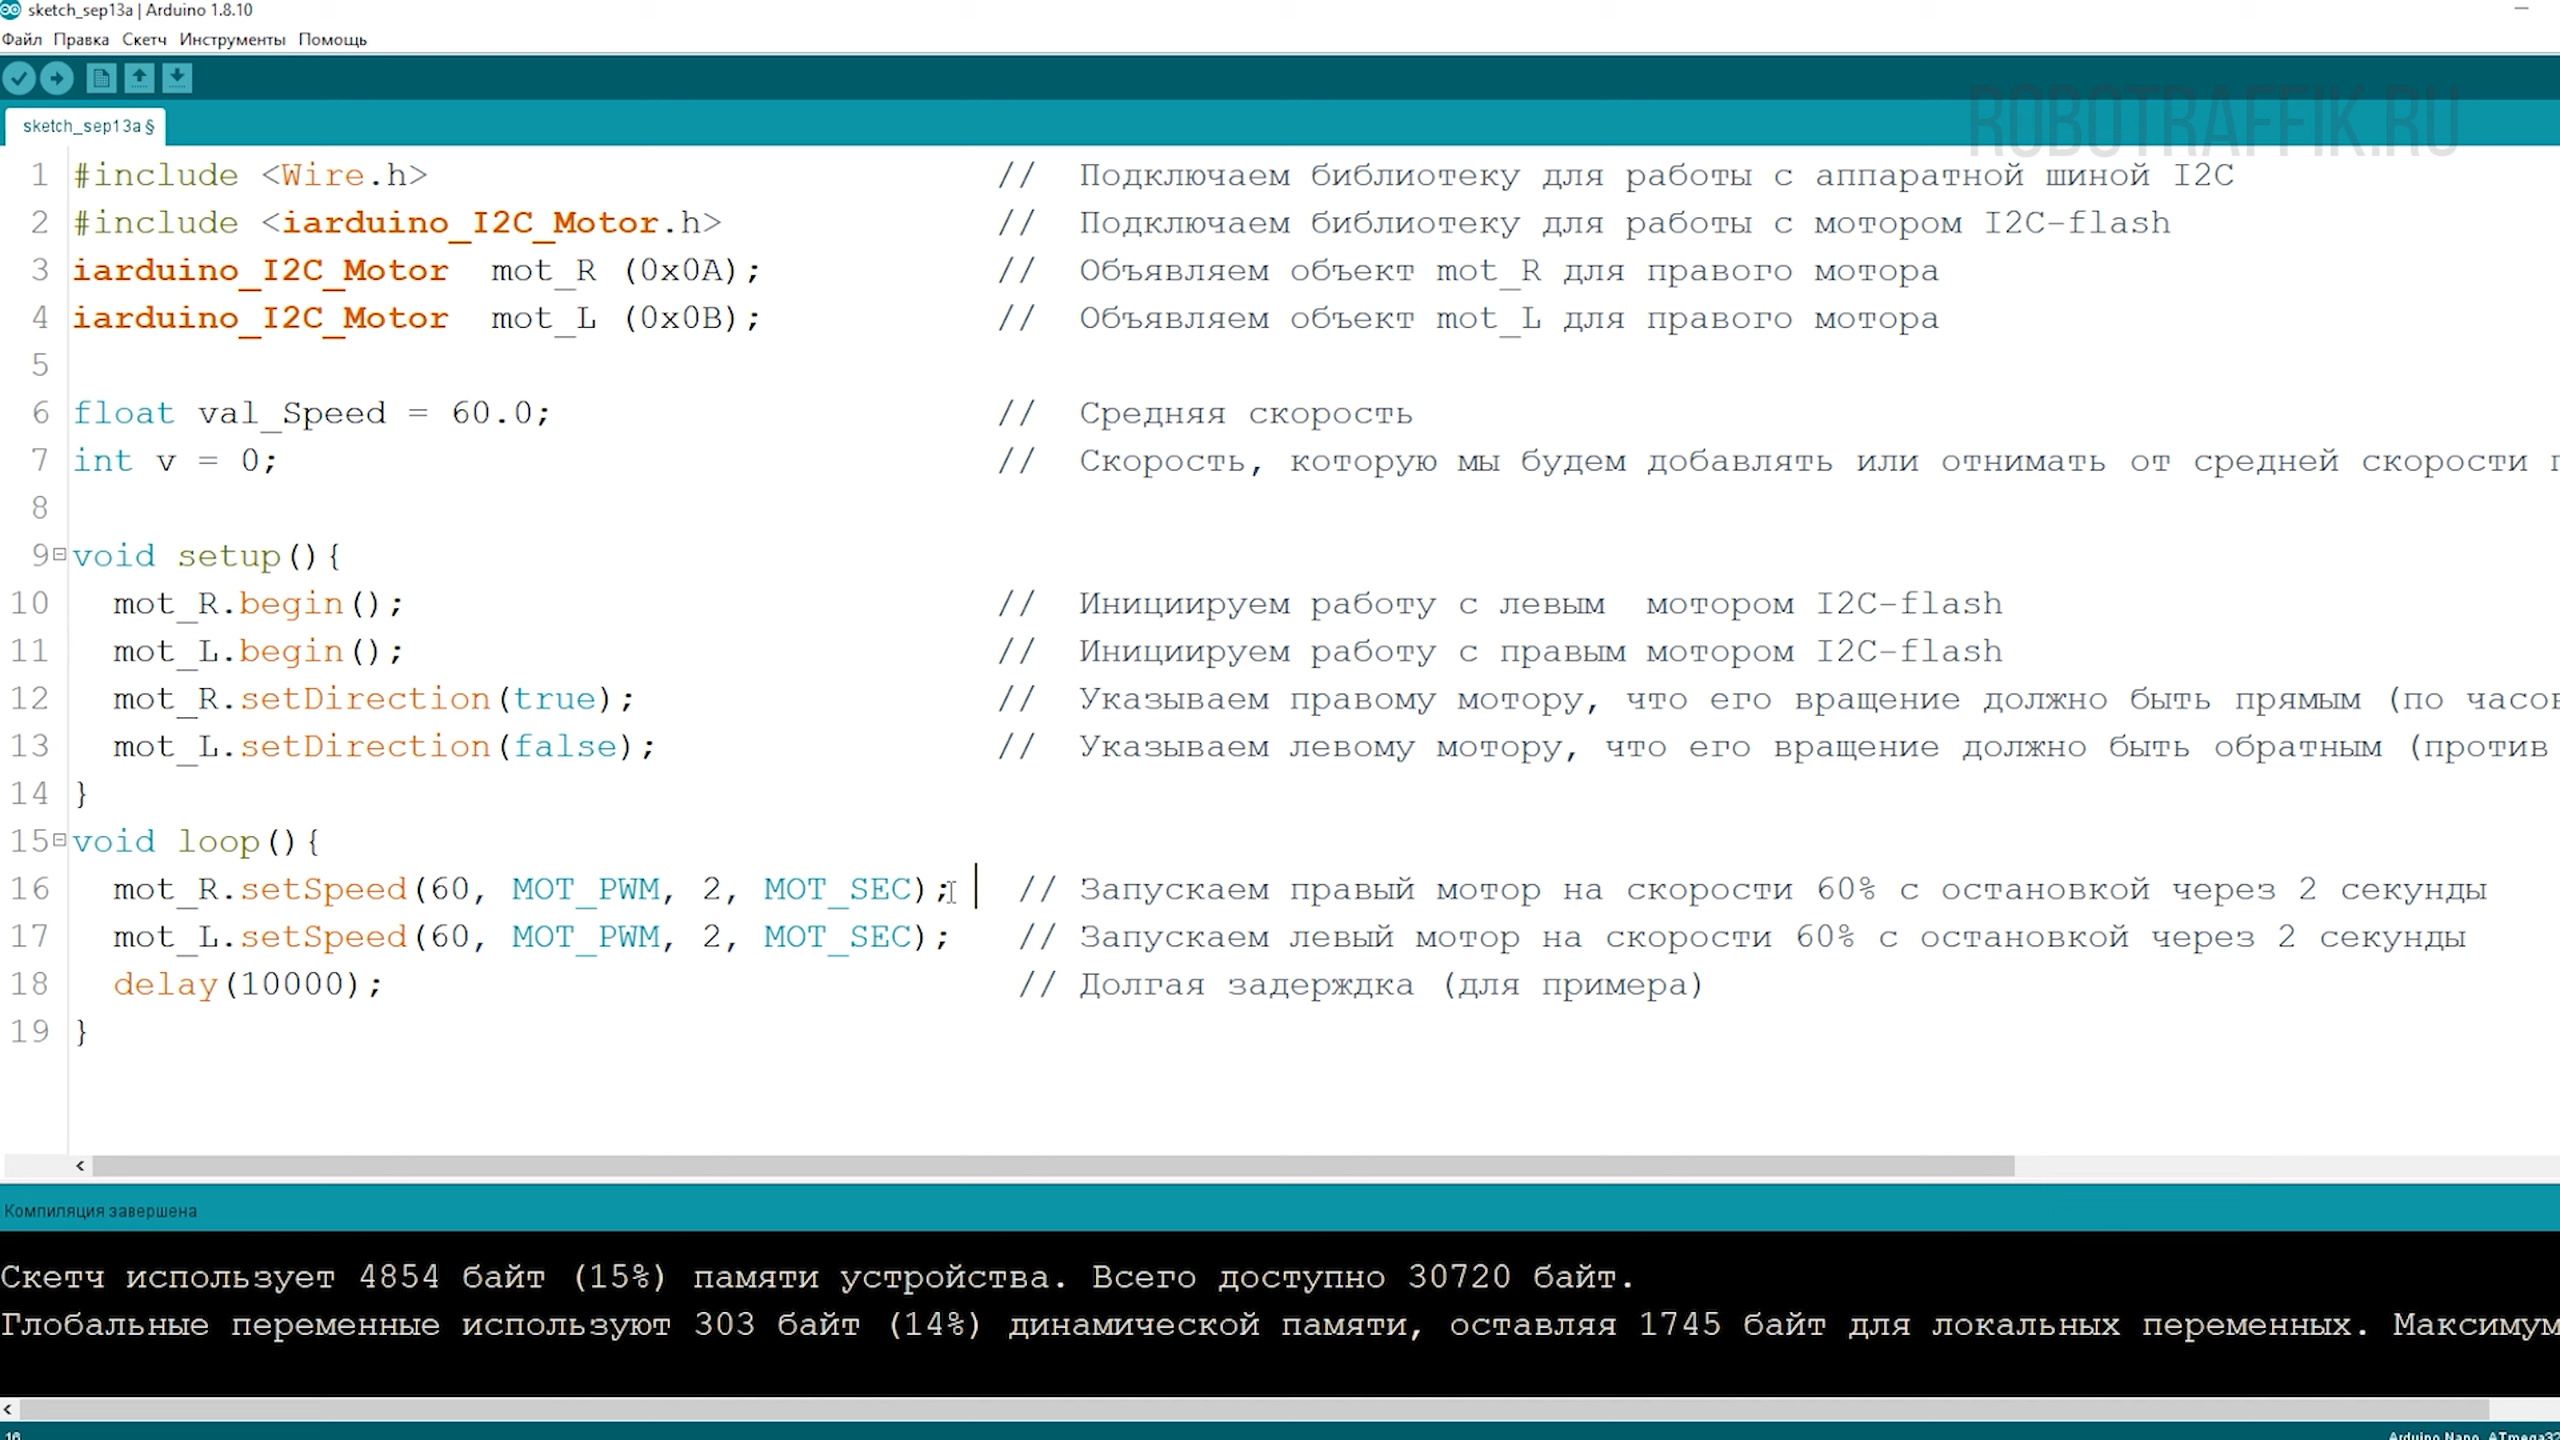 sketch_sep13a | Arduino 1.8.10
Файл Правка Скетч Инструменты Помощь
ROBOTRAFFIK.RU
sketch_sep13a §
1 #include <Wire.h> // Подключаем библиотеку для работы с аппаратной шиной I2C
2 #include <iarduino_I2C_Motor.h> // Подключаем библиотеку для работы с мотором I2C-flash
3 iarduino_I2C_Motor mot_R (0x0A); // Объявляем объект mot_R для правого мотора
4 iarduino_I2C_Motor mot_L (0x0B); // Объявляем объект mot_L для правого мотора
5
6 float val_Speed = 60.0; // Средняя скорость
7 int v = 0; // Скорость, которую мы будем добавлять или отнимать от средней скорости
8
9 void setup(){
10 mot_R.begin(); // Инициируем работу с левым мотором I2C-flash
11 mot_L.begin(); // Инициируем работу с правым мотором I2C-flash
12 mot_R.setDirection(true); // Указываем правому мотору, что его вращение должно быть прямым (по часов
13 mot_L.setDirection(false); // Указываем левому мотору, что его вращение должно быть обратным (против
14 }
15 void loop(){
16 mot_R.setSpeed(60, MOT_PWM, 2, MOT_SEC); // Запускаем правый мотор на скорости 60% с остановкой через 2 секунды
17 mot_L.setSpeed(60, MOT_PWM, 2, MOT_SEC); // Запускаем левый мотор на скорости 60% с остановкой через 2 секунды
18 delay(10000); // Долгая задерждка (для примера)
19 }
Компиляция завершена
Скетч использует 4854 байт (15%) памяти устройства. Всего доступно 30720 байт.
Глобальные переменные используют 303 байт (14%) динамической памяти, оставляя 1745 байт для локальных переменных. Максимум
16 Arduino Nano, ATmega32